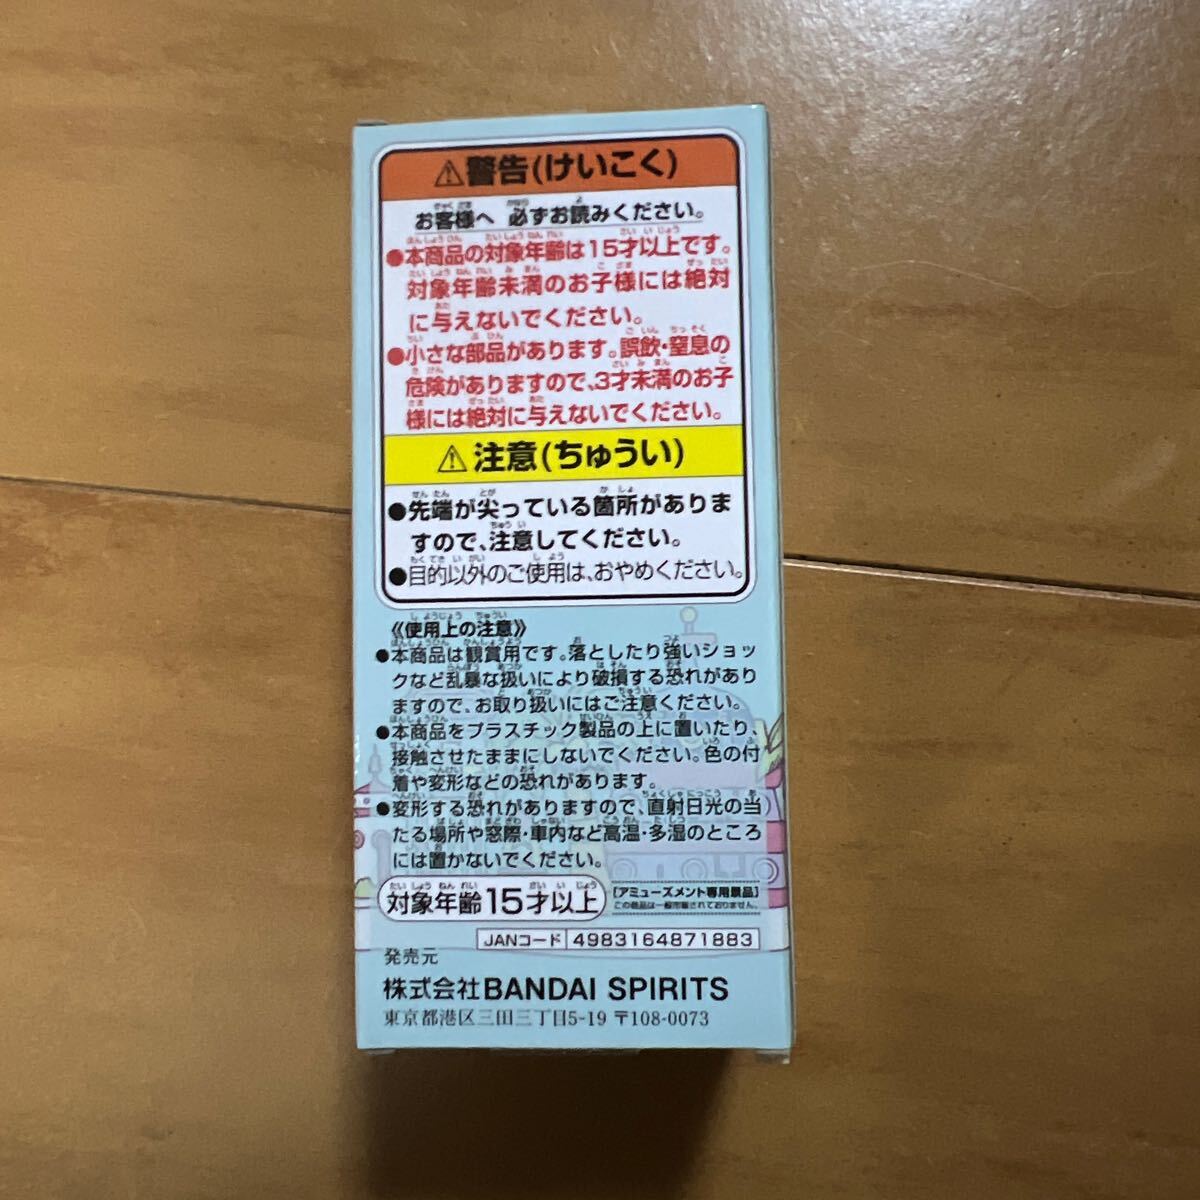 ⚠警告(けいこく)
お客様へ 必ずお読みください。
●本商品の対象年齢は15才以上です。
対象年齢未満のお子様には絶対
に与えないでください。
●小さな部品があります。誤飲・窒息の
危険がありますので、3才未満のお子
様には絶対に与えないでください。
⚠注意(ちゅうい)
●先端が尖っている箇所がありま
すので、注意してください。
●目的以外のご使用は、おやめください。
《使用上の注意》
●本商品は観賞用です。落としたり強いショッ
クなど乱暴な扱いにより破損する恐れがあり
ますので、お取り扱いにはご注意ください。
●本商品をプラスチック製品の上に置いたり、
接触させたままにしないでください。色の付
着や変形などの恐れがあります。
●変形する恐れがありますので、直射日光の当
たる場所や窓際・車内など高温・多湿のところ
には置かないでください。
対象年齢15才以上
[アミューズメント専用景品]
この商品は一般市販されておりません。
JANコード 4983164871883
発売元
株式会社BANDAI SPIRITS
東京都港区三田三丁目5-19 〒108-0073